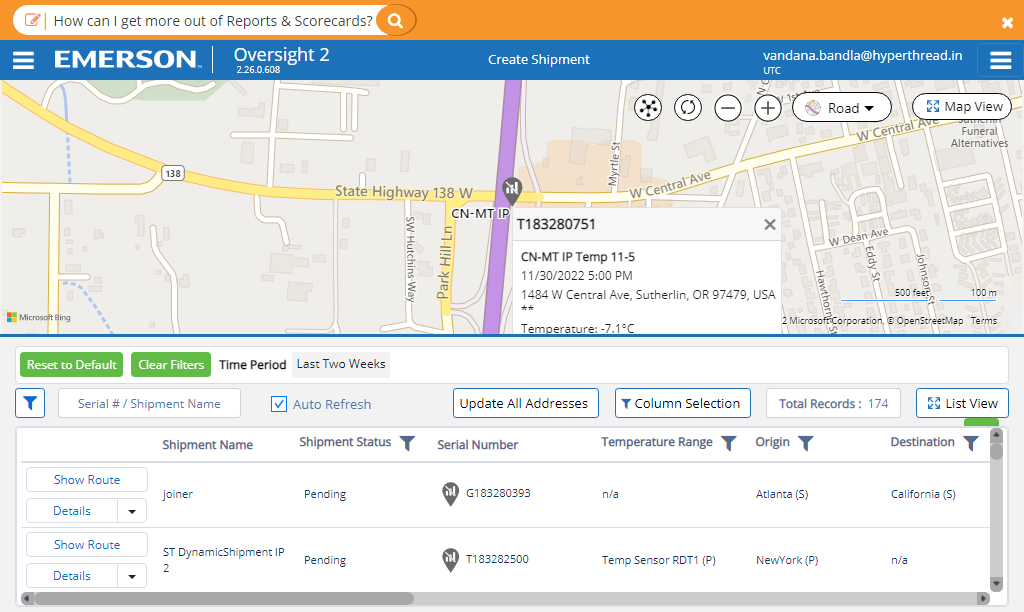 How can I get more out of Reports & Scorecards?
EMERSON
Oversight 2
2.26.0.608
Create Shipment
vandana.bandla@hyperthread.in
UTC
Road
Map View
138
State Highway 138 W
W Central Ave
W Central Ave
Myrtle St
Sutherlin
Funeral
Alternatives
SW Hutchins Way
Park Hill Ln
W Dean Ave
Eddy St
Johnson St
Hawthorne St
CN-MT IP
T183280751
CN-MT IP Temp 11-5
11/30/2022 5:00 PM
1484 W Central Ave, Sutherlin, OR 97479, USA
**
Temperature: -7.1°C
500 feet
100 m
Microsoft Bing
2 Microsoft Corporation, © OpenStreetMap Terms
Reset to Default
Clear Filters
Time Period
Last Two Weeks
Serial # / Shipment Name
Auto Refresh
Update All Addresses
Column Selection
Total Records : 174
List View
Shipment Name
Shipment Status
Serial Number
Temperature Range
Origin
Destination
Show Route
Details
joiner
Pending
G183280393
n/a
Atlanta (S)
California (S)
Show Route
Details
ST DynamicShipment IP
2
Pending
T183282500
Temp Sensor RDT1 (P)
NewYork (P)
n/a